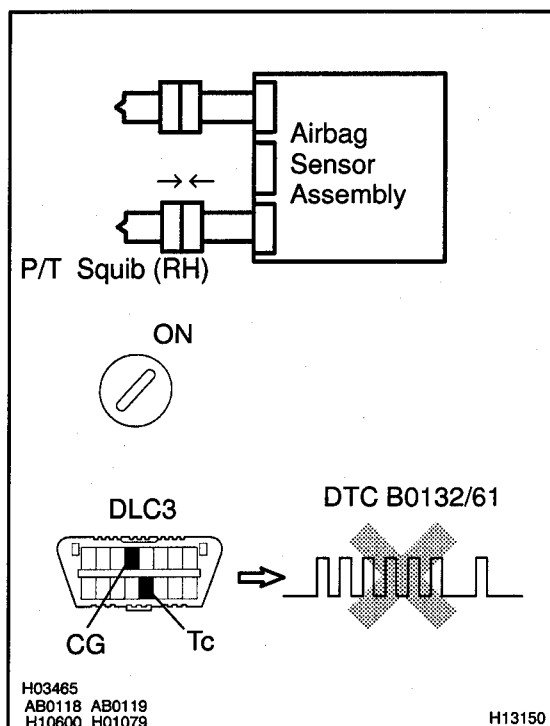 Airbag
Sensor
Assembly
P/T Squib (RH)
ON
DTC B0132/61
DLC3
CG
Tc
H03465
AB0118 AB0119
H10600 H01079
H13150